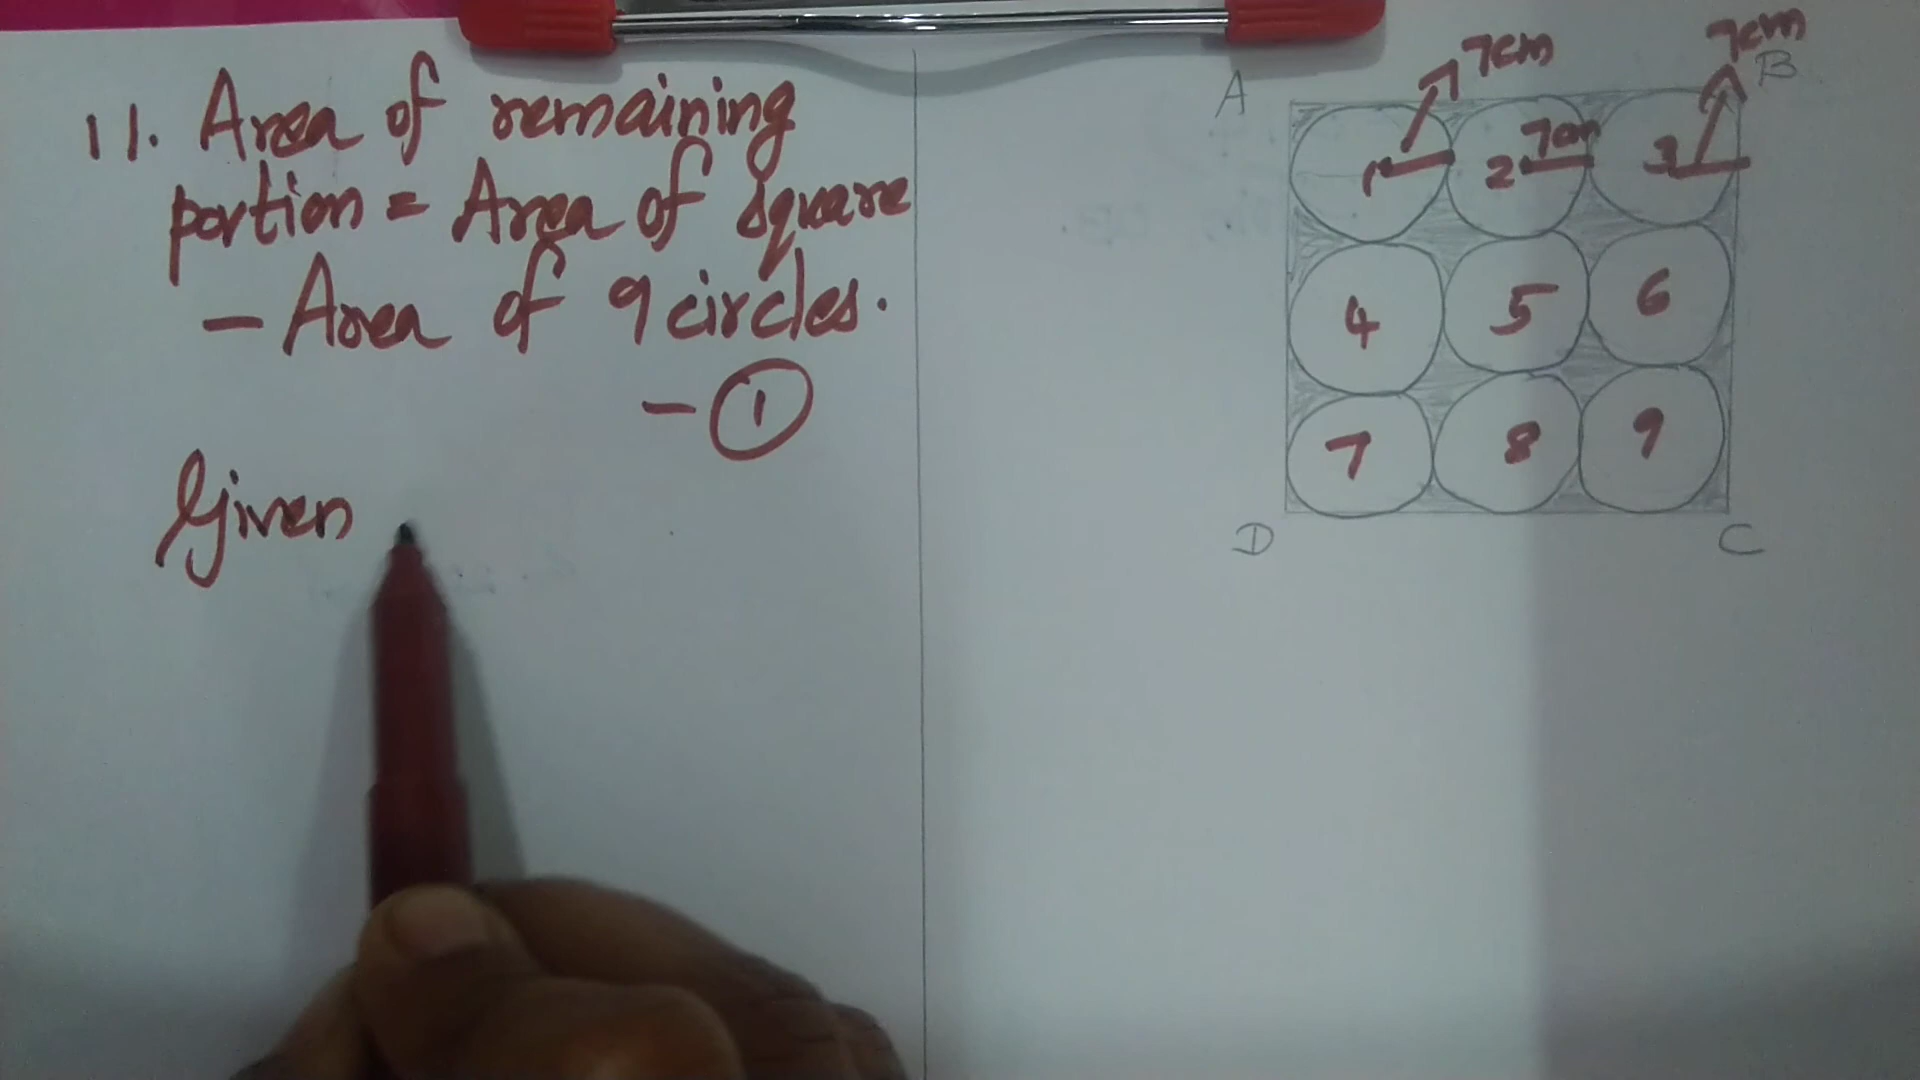 11. Area of remaining
portion = Area of square
- Area of 9 circles.
- ①
Given
7cm
7cm
A
B
1
2
7cm
3
4
5
6
7
8
9
D
C